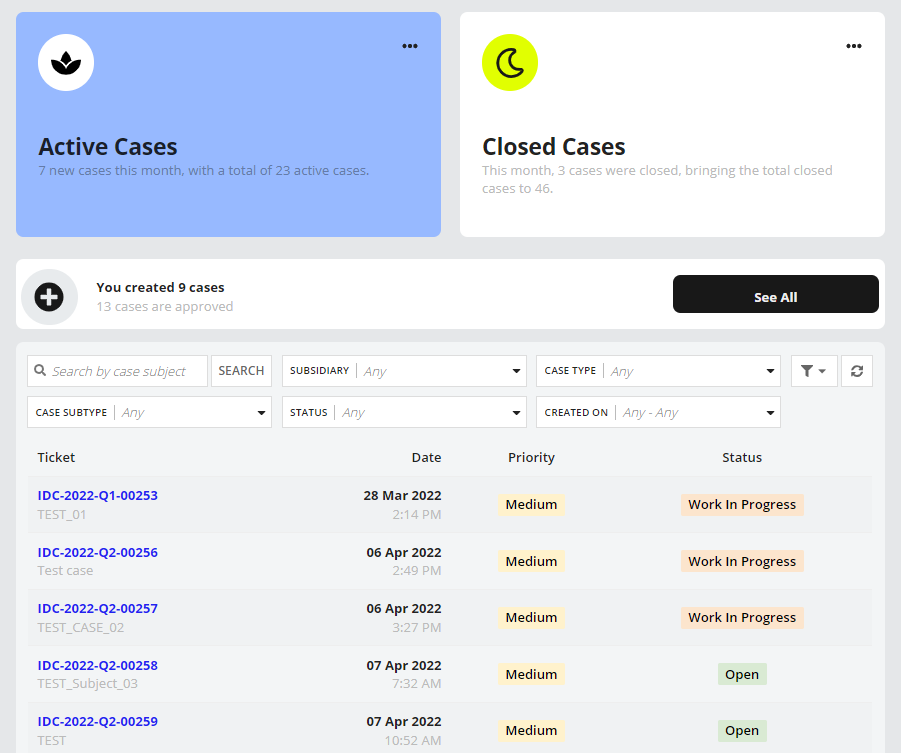 Active Cases
7 new cases this month, with a total of 23 active cases.
Closed Cases
This month, 3 cases were closed, bringing the total closed
cases to 46.
You created 9 cases
13 cases are approved
See All
Search by case subject
SEARCH
SUBSIDIARY Any
CASE TYPE Any
CASE SUBTYPE Any
STATUS Any
CREATED ON Any - Any
Ticket Date Priority Status
IDC-2022-Q1-00253 28 Mar 2022 Medium Work In Progress
TEST_01 2:14 PM
IDC-2022-Q2-00256 06 Apr 2022 Medium Work In Progress
Test case 2:49 PM
IDC-2022-Q2-00257 06 Apr 2022 Medium Work In Progress
TEST_CASE_02 3:27 PM
IDC-2022-Q2-00258 07 Apr 2022 Medium Open
TEST_Subject_03 7:32 AM
IDC-2022-Q2-00259 07 Apr 2022 Medium Open
TEST 10:52 AM